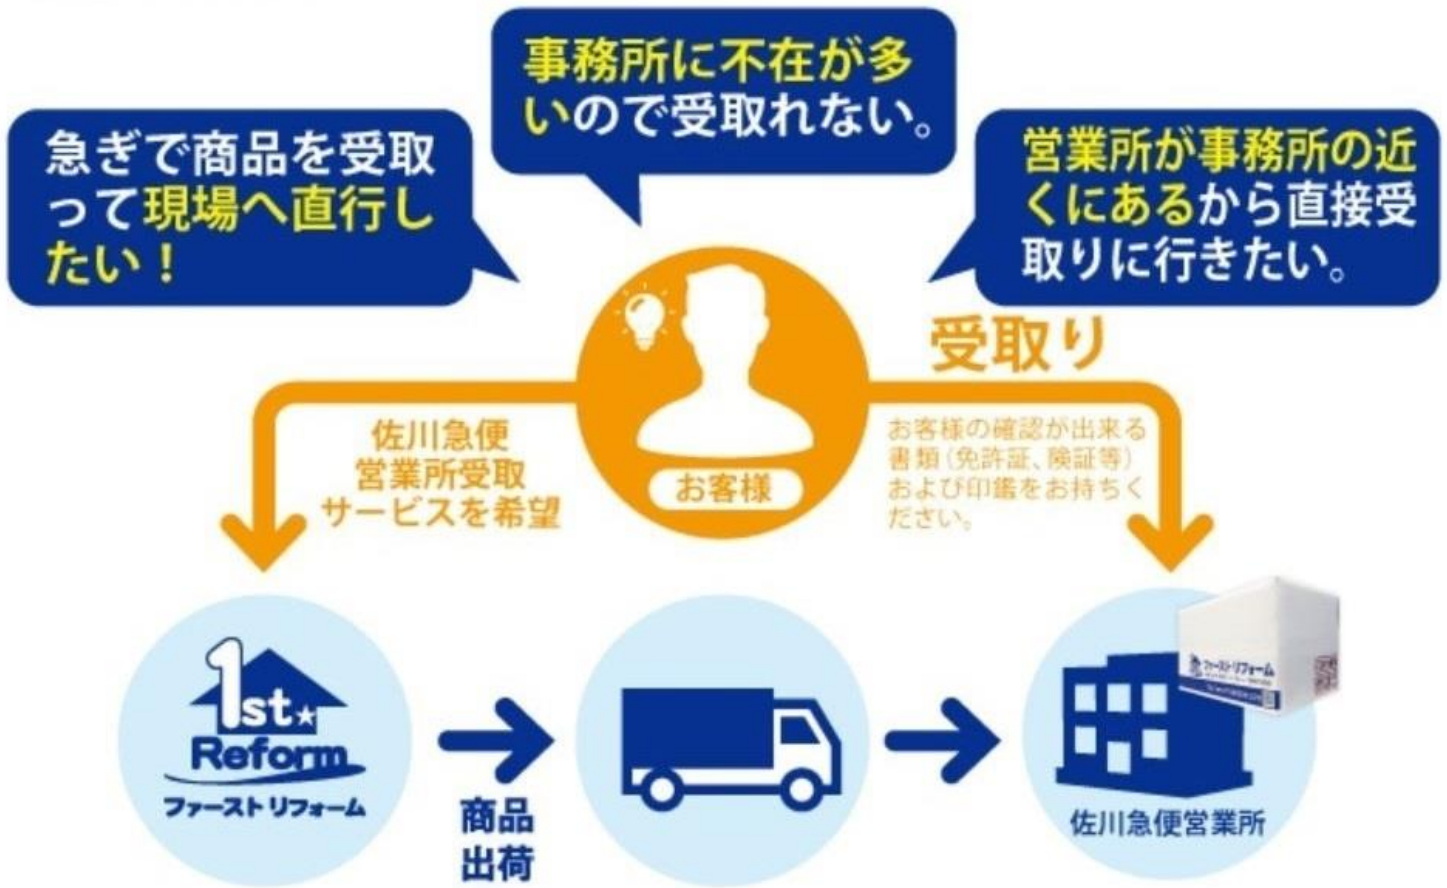 事務所に不在が多
いので受取れない。
急ぎで商品を受取
って現場へ直行し
たい！
営業所が事務所の近
くにあるから直接受
取りに行きたい。
受取り
佐川急便
営業所受取
サービスを希望
お客様
お客様の確認が出来る
書類（免許証、険証等）
および印鑑をお持ちく
ださい。
1st
Reform
ファーストリフォーム
商品
出荷
ファーストリフォーム
佐川急便営業所